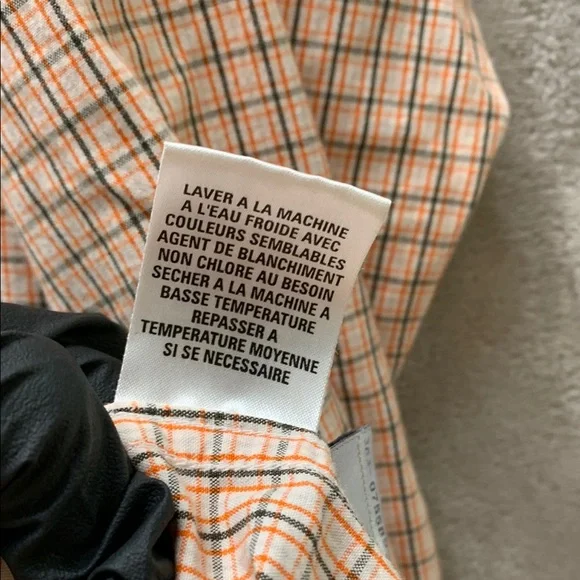 LAVER A LA MACHINE
A L'EAU FROIDE AVEC
COULEURS SEMBLABLES
AGENT DE BLANCHIMENT
NON CHLORE AU BESOIN
SECHER A LA MACHINE A
BASSE TEMPERATURE
REPASSER A
TEMPERATURE MOYENNE
SI SE NECESSAIRE